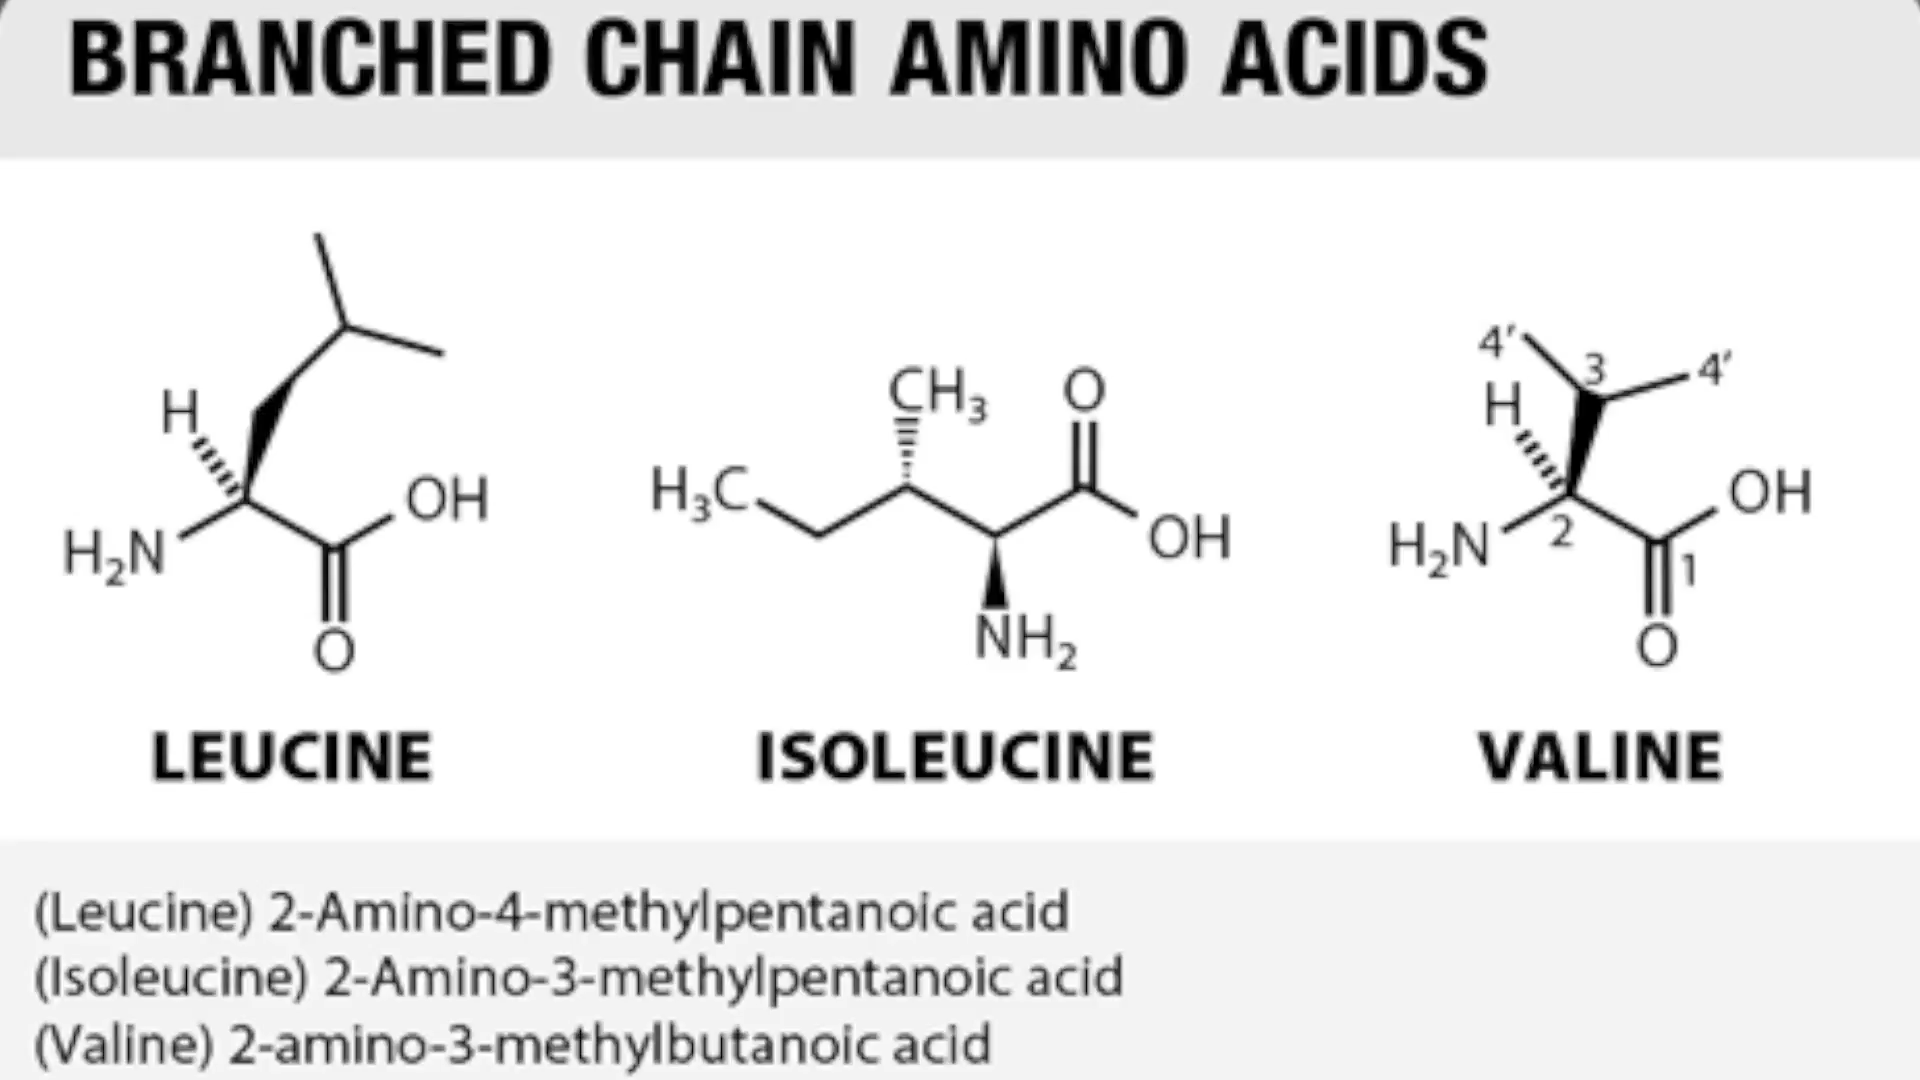 BRANCHED CHAIN AMINO ACIDS
H
H₂N
OH
O
CH₃
O
H₃C
OH
NH₂
4′
3
4′
H
OH
H₂N
2
1
O
LEUCINE
ISOLEUCINE
VALINE
(Leucine) 2-Amino-4-methylpentanoic acid
(Isoleucine) 2-Amino-3-methylpentanoic acid
(Valine) 2-amino-3-methylbutanoic acid